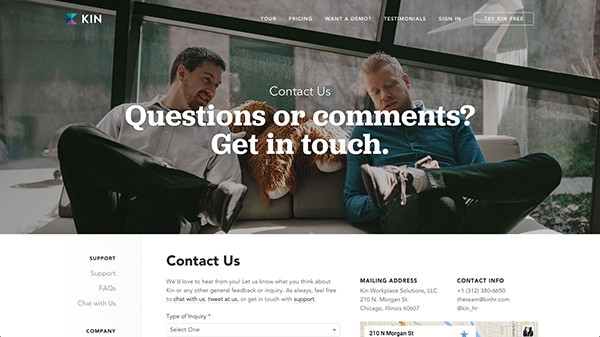 KIN
TOUR PRICING WANT A DEMO? TESTIMONIALS SIGN IN TRY KIN FREE
Contact Us
Questions or comments?
Get in touch.
SUPPORT
Support
FAQs
Chat with Us
COMPANY
Contact Us
We'd love to hear from you! Let us know what you think about
Kin or any other general feedback or inquiry. As always, feel free
to chat with us, tweet at us, or get in touch with support.
Type of Inquiry *
Select One
MAILING ADDRESS
Kin Workplace Solutions, LLC
210 N. Morgan St.
Chicago, Illinois 60607
CONTACT INFO
+1 (312) 380-6650
theteam@kinhr.com
@kin_hr
210 N Morgan St